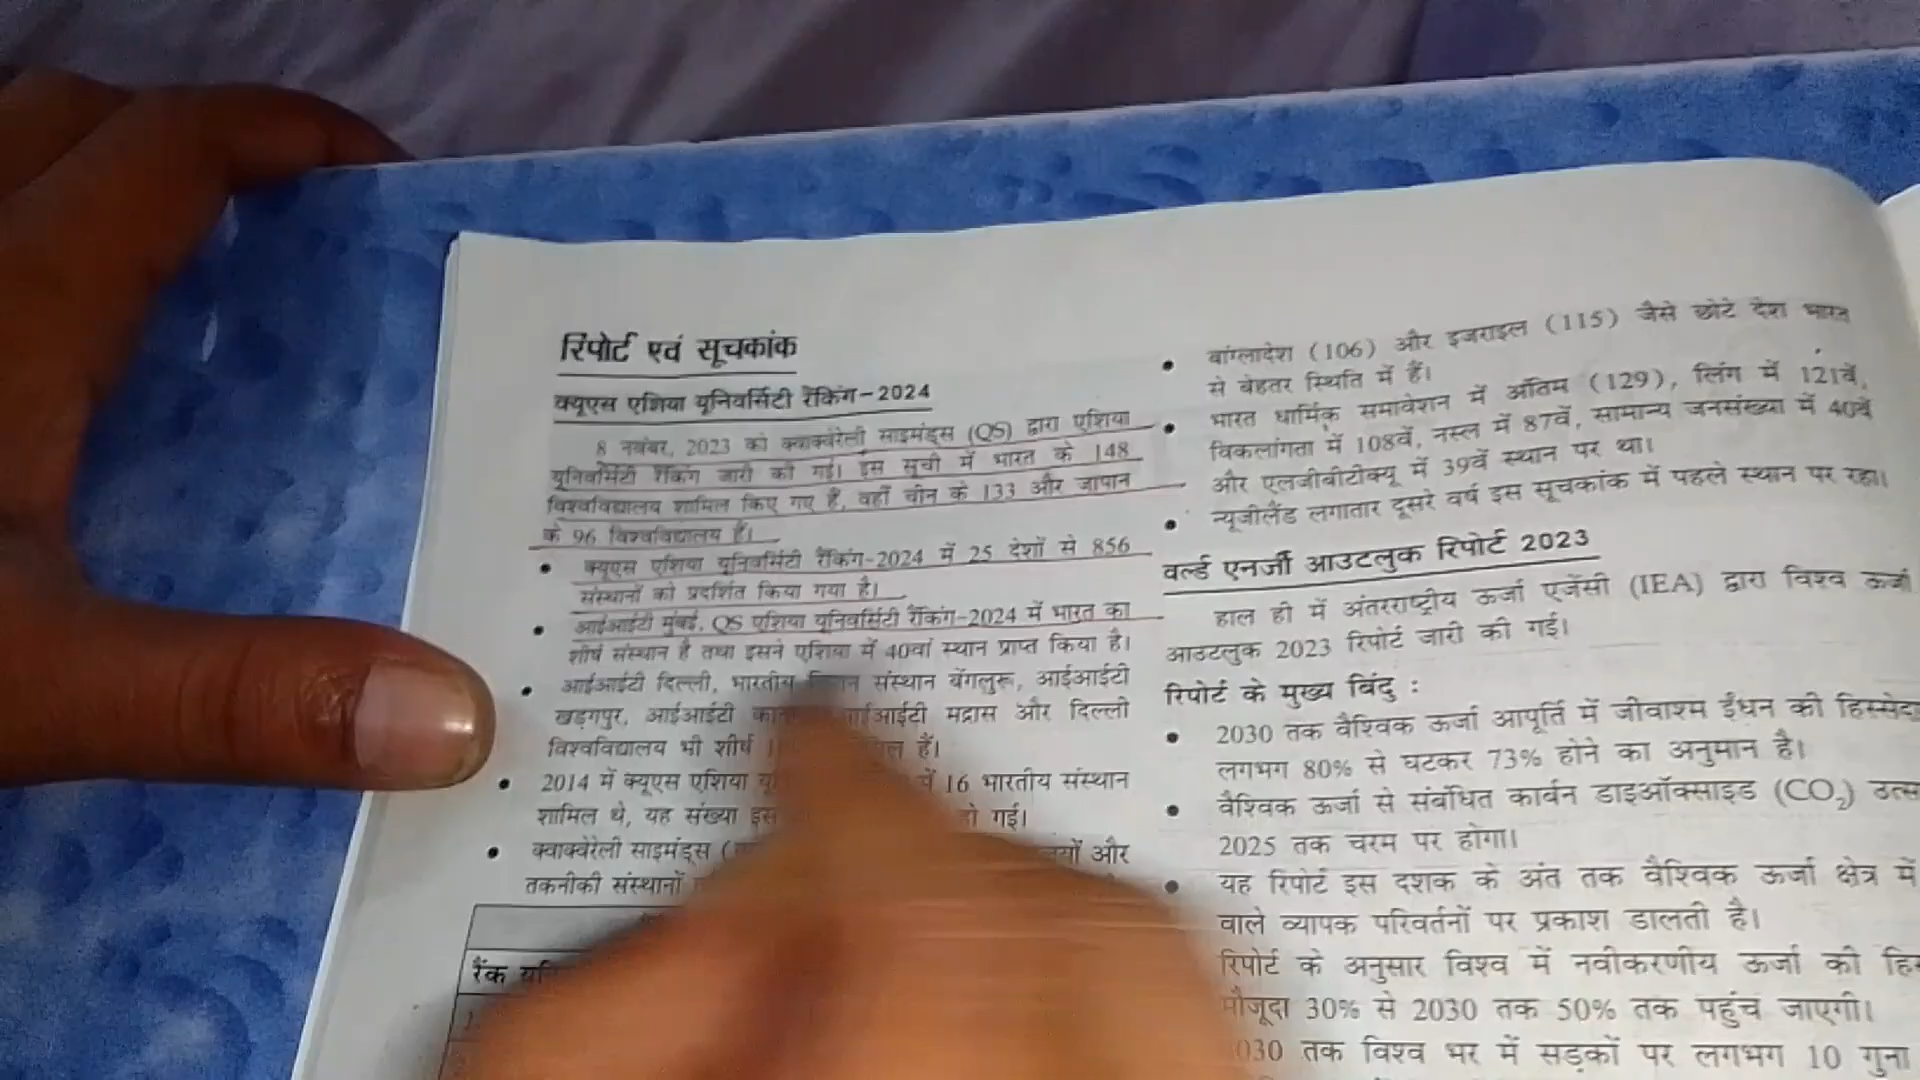 रिपोर्ट एवं सूचकांक
क्यूएस एशिया यूनिवर्सिटी रैंकिंग-2024
8 नवंबर, 2023 को क्वाक्वेरेली साइमंड्स (QS) द्वारा एशिया
यूनिवर्सिटी रैंकिंग जारी की गई। इस सूची में भारत के 148
विश्वविद्यालय शामिल किए गए हैं, वहीं चीन के 133 और जापान
के 96 विश्वविद्यालय हैं।
• क्यूएस एशिया यूनिवर्सिटी रैंकिंग-2024 में 25 देशों से 856
संस्थानों को प्रदर्शित किया गया है।
• आईआईटी मुंबई, QS एशिया यूनिवर्सिटी रैंकिंग-2024 में भारत का
शीर्ष संस्थान है तथा इसने एशिया में 40वां स्थान प्राप्त किया है।
• आईआईटी दिल्ली, भारतीय संस्थान बेंगलुरू, आईआईटी
खड़गपुर, आईआईटी आईआईटी मद्रास और दिल्ली
विश्वविद्यालय भी शीर्ष हैं।
• 2014 में क्यूएस एशिया में 16 भारतीय संस्थान
शामिल थे, यह संख्या इस हो गई।
• क्वाक्वेरेली साइमंड्स ( और
तकनीकी संस्थानों
रैंक
• बांग्लादेश (106) और इजराइल (115) जैसे छोटे देश भारत
से बेहतर स्थिति में हैं।
• भारत धार्मिक समावेशन में अंतिम (129), लिंग में 121वें,
विकलांगता में 108वें, नस्ल में 87वें, सामान्य जनसंख्या में 40वें
और एलजीबीटीक्यू में 39वें स्थान पर था।
• न्यूजीलैंड लगातार दूसरे वर्ष इस सूचकांक में पहले स्थान पर रहा।
वर्ल्ड एनर्जी आउटलुक रिपोर्ट 2023
हाल ही में अंतरराष्ट्रीय ऊर्जा एजेंसी (IEA) द्वारा विश्व ऊर्जा
आउटलुक 2023 रिपोर्ट जारी की गई।
रिपोर्ट के मुख्य बिंदु :
• 2030 तक वैश्विक ऊर्जा आपूर्ति में जीवाश्म ईंधन की
लगभग 80% से घटकर 73% होने का अनुमान है।
• वैश्विक ऊर्जा से संबंधित कार्बन डाइऑक्साइड (CO₂)
2025 तक चरम पर होगा।
• यह रिपोर्ट इस दशक के अंत तक वैश्विक ऊर्जा क्षेत्र में
वाले व्यापक परिवर्तनों पर प्रकाश डालती है।
रिपोर्ट के अनुसार विश्व में नवीकरणीय ऊर्जा की
मौजूदा 30% से 2030 तक 50% तक पहुंच जाएगी।
2030 तक विश्व भर में सड़कों पर लगभग 10 गुना